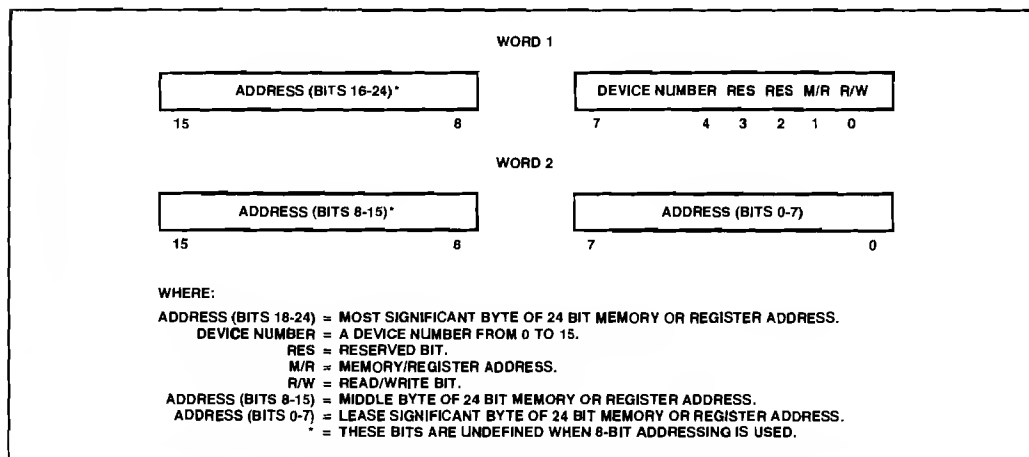 WORD 1
ADDRESS (BITS 16-24)* DEVICE NUMBER RES RES M/R R/W
15 8 7 4 3 2 1 0
WORD 2
ADDRESS (BITS 8-15)* ADDRESS (BITS 0-7)
15 8 7 0
WHERE:
ADDRESS (BITS 16-24) = MOST SIGNIFICANT BYTE OF 24 BIT MEMORY OR REGISTER ADDRESS.
DEVICE NUMBER = A DEVICE NUMBER FROM 0 TO 15.
RES = RESERVED BIT.
M/R = MEMORY/REGISTER ADDRESS.
R/W = READ/WRITE BIT.
ADDRESS (BITS 8-15) = MIDDLE BYTE OF 24 BIT MEMORY OR REGISTER ADDRESS.
ADDRESS (BITS 0-7) = LEASE SIGNIFICANT BYTE OF 24 BIT MEMORY OR REGISTER ADDRESS.
* = THESE BITS ARE UNDEFINED WHEN 8-BIT ADDRESSING IS USED.